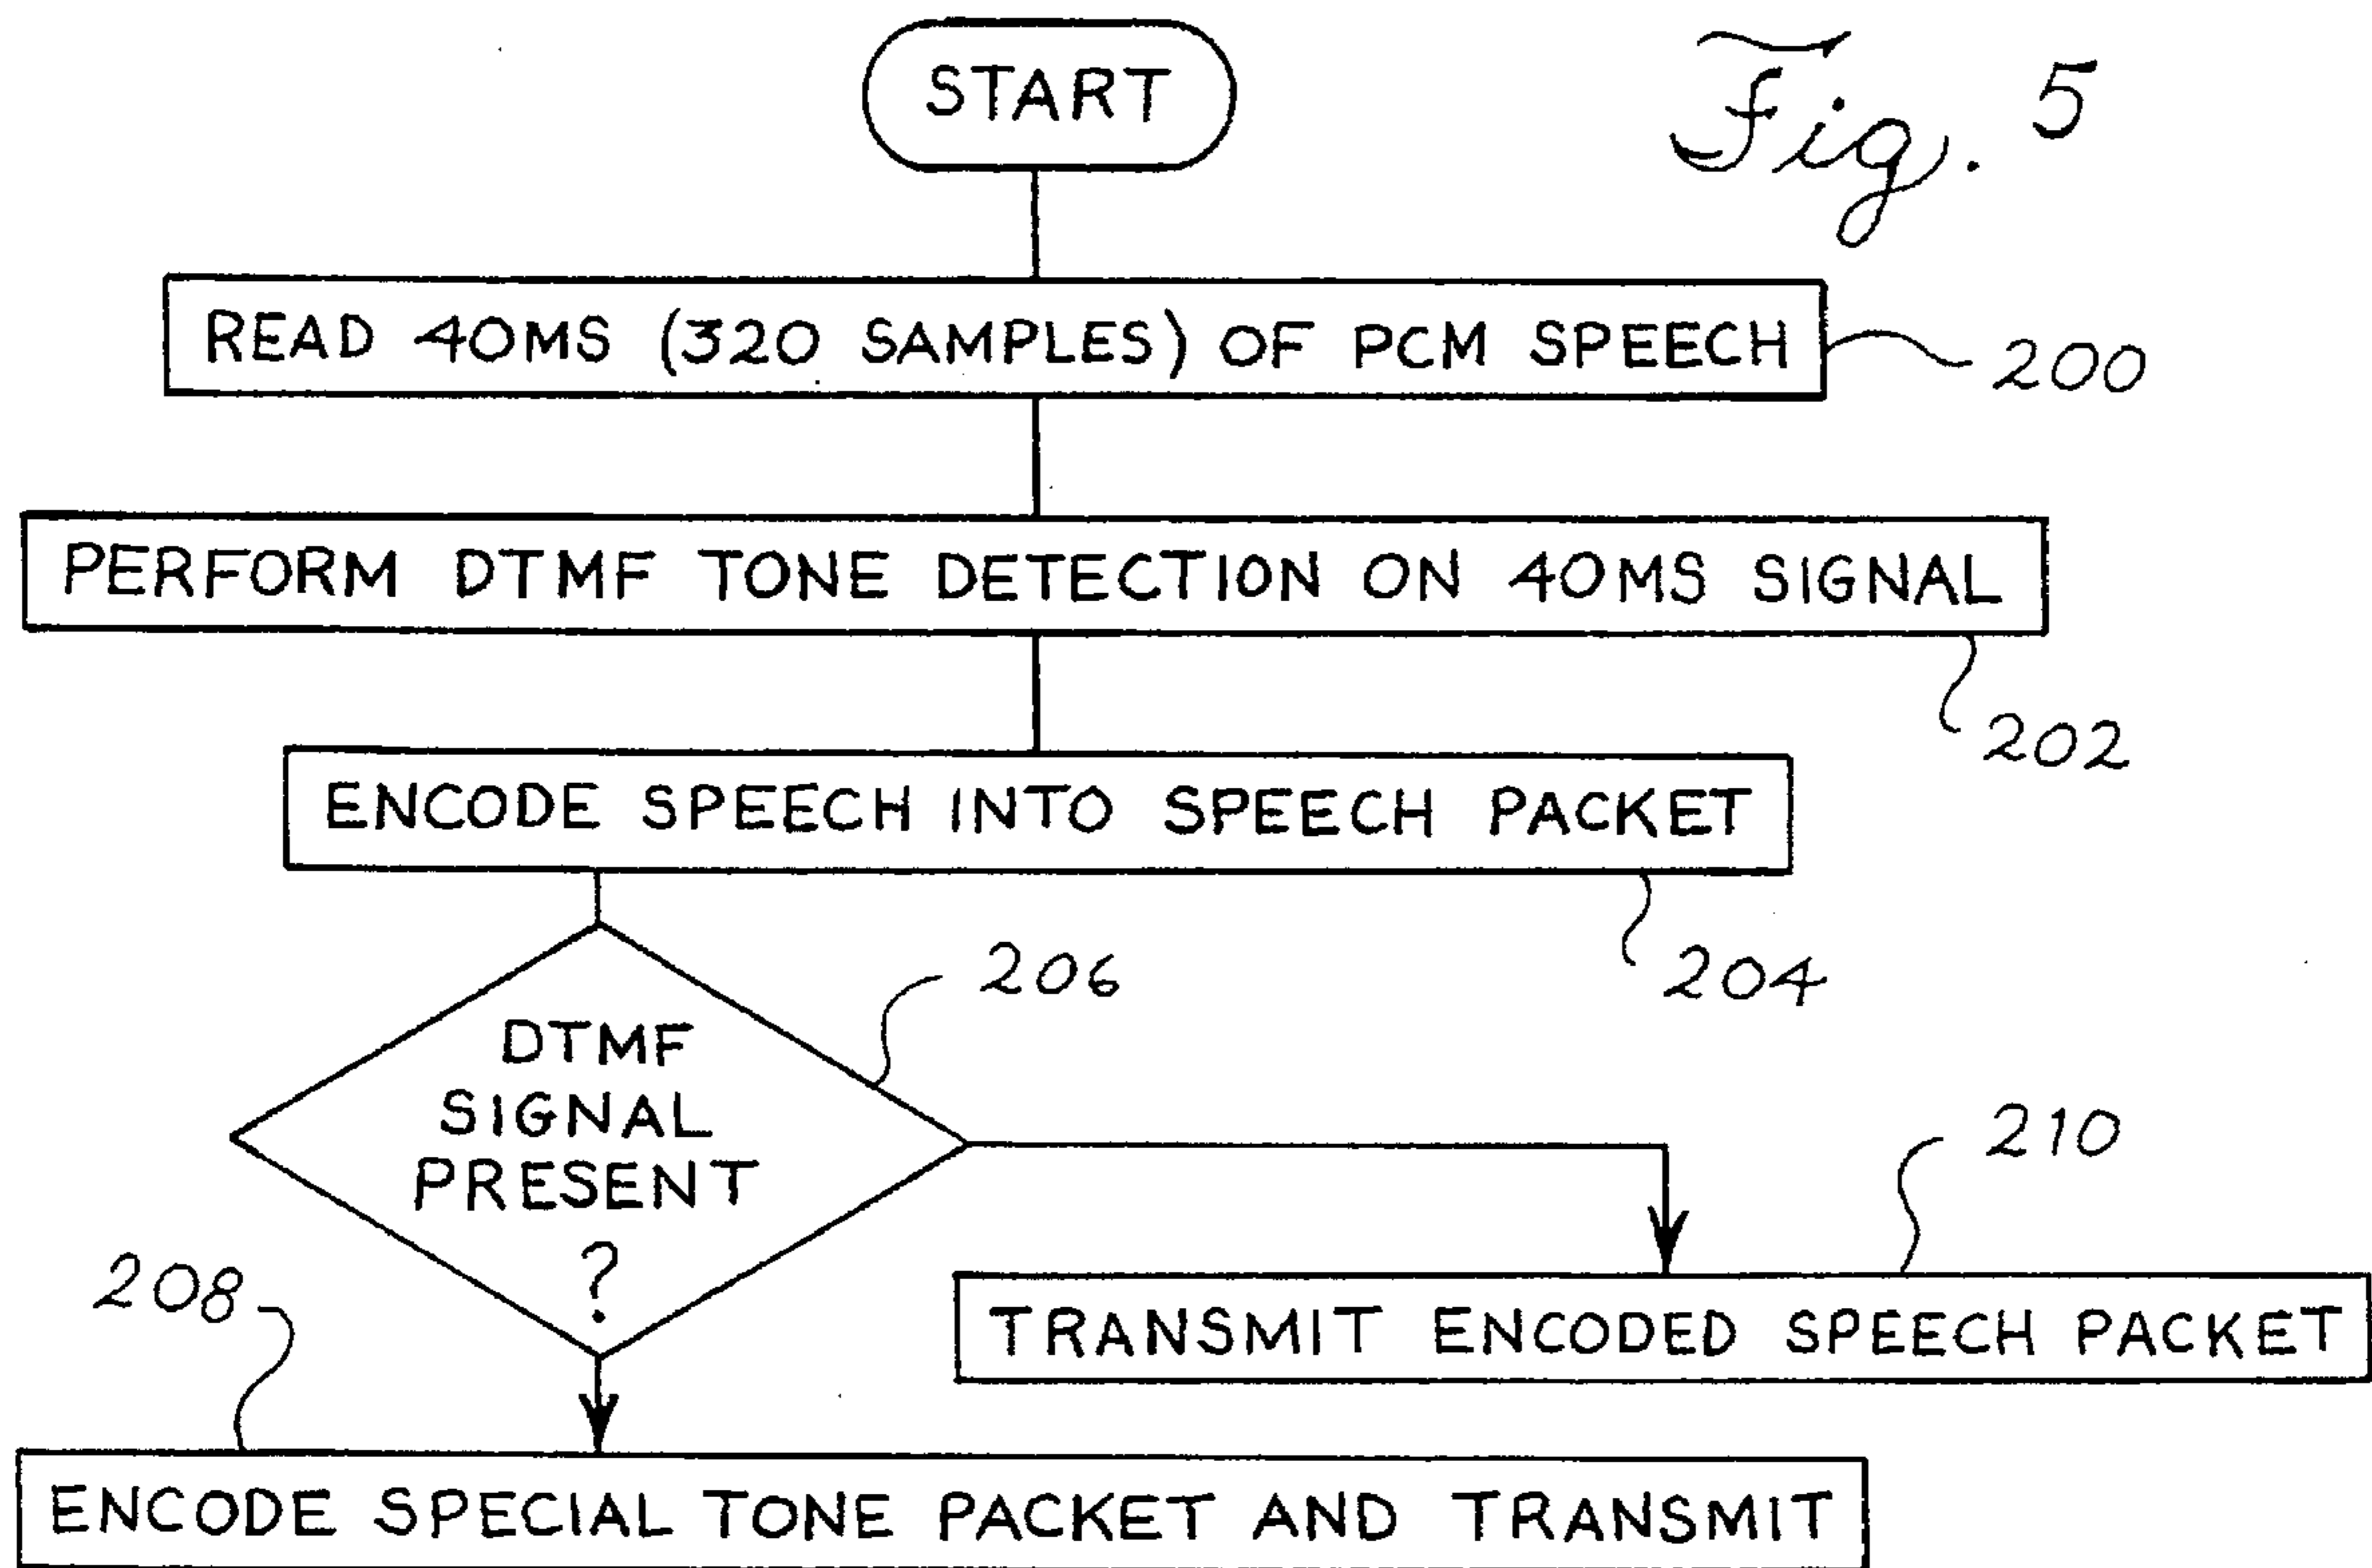 START
Fig. 5
READ 40MS (320 SAMPLES) OF PCM SPEECH
200
PERFORM DTMF TONE DETECTION ON 40MS SIGNAL
202
ENCODE SPEECH INTO SPEECH PACKET
204
206
DTMF
SIGNAL
PRESENT
?
210
208
TRANSMIT ENCODED SPEECH PACKET
ENCODE SPECIAL TONE PACKET AND TRANSMIT